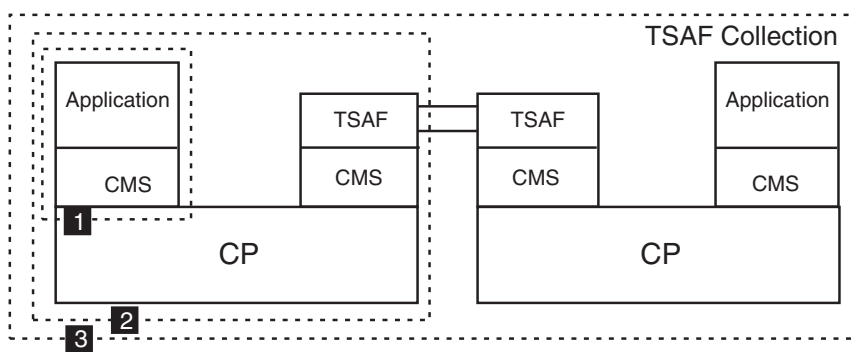 TSAF Collection
Application
Application
TSAF
TSAF
CMS
CMS
CMS
CMS
1
CP
CP
2
3